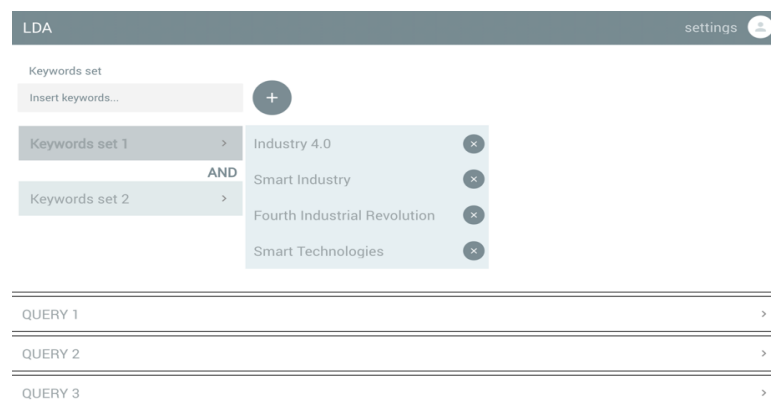 LDA
settings
Keywords set
Insert keywords...
Keywords set 1
AND
Keywords set 2
Industry 4.0
Smart Industry
Fourth Industrial Revolution
Smart Technologies
QUERY 1
QUERY 2
QUERY 3